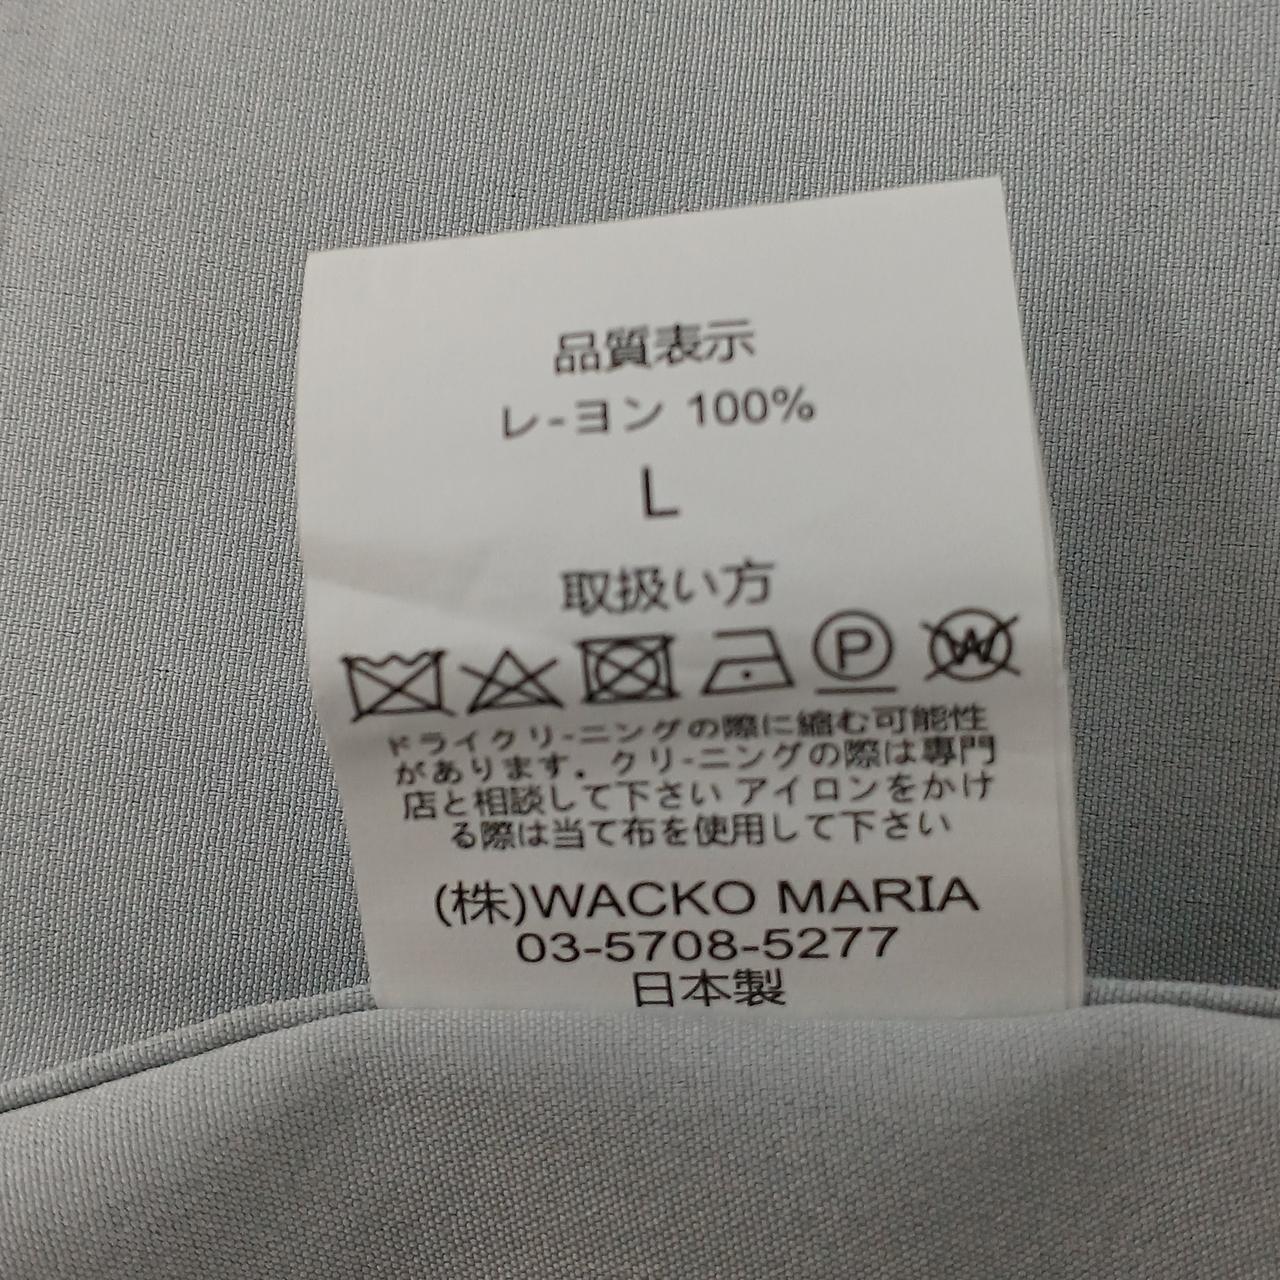 品質表示
レ-ヨン 100%
L
取扱い方
P W
ドライクリ-ニングの際に縮む可能性
があります. クリ-ニングの際は専門
店と相談して下さい アイロンをかけ
る際は当て布を使用して下さい
(株)WACKO MARIA
03-5708-5277
日本製